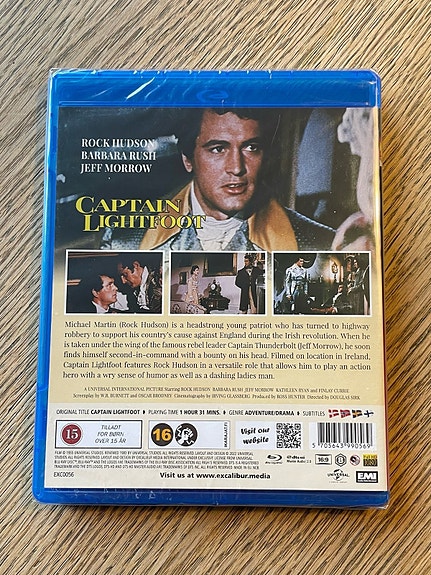 ROCK HUDSON
BARBARA RUSH
JEFF MORROW
CAPTAIN
LIGHTFOOT
Michael Martin (Rock Hudson) is a headstrong young patriot who has turned to highway
robbery to support his country's cause against England during the Irish revolution. When he
is taken under the wing of the famous rebel leader Captain Thunderbolt (Jeff Morrow), he soon
finds himself second-in-command with a bounty on his head. Filmed on location in Ireland,
Captain Lightfoot features Rock Hudson in a versatile role that allows him to play an action
hero with a wry sense of humor as well as a dashing ladies man.
A UNIVERSAL INTERNATIONAL PICTURE Starring ROCK HUDSON BARBARA RUSH JEFF MORROW KATHLEEN RYAN and FINLAY CURRIE
Screenplay by W.R. BURNETT and OSCAR BRODNEY Cinematography by IRVING GLASSBERG Produced by ROSS HUNTER Directed by DOUGLAS SIRK
ORIGINAL TITLE CAPTAIN LIGHTFOOT • PLAYING TIME 1 HOUR 31 MINS. • GENRE ADVENTURE/DRAMA • SUBTITLES
15
TILLADT
FOR BØRN
OVER 15 ÅR
16
Visit our
website
5 703643 990569
Blu-ray Disc
16:9
UNIVERSAL
EMI
EXC0056
Visit us at www.excalibur.media